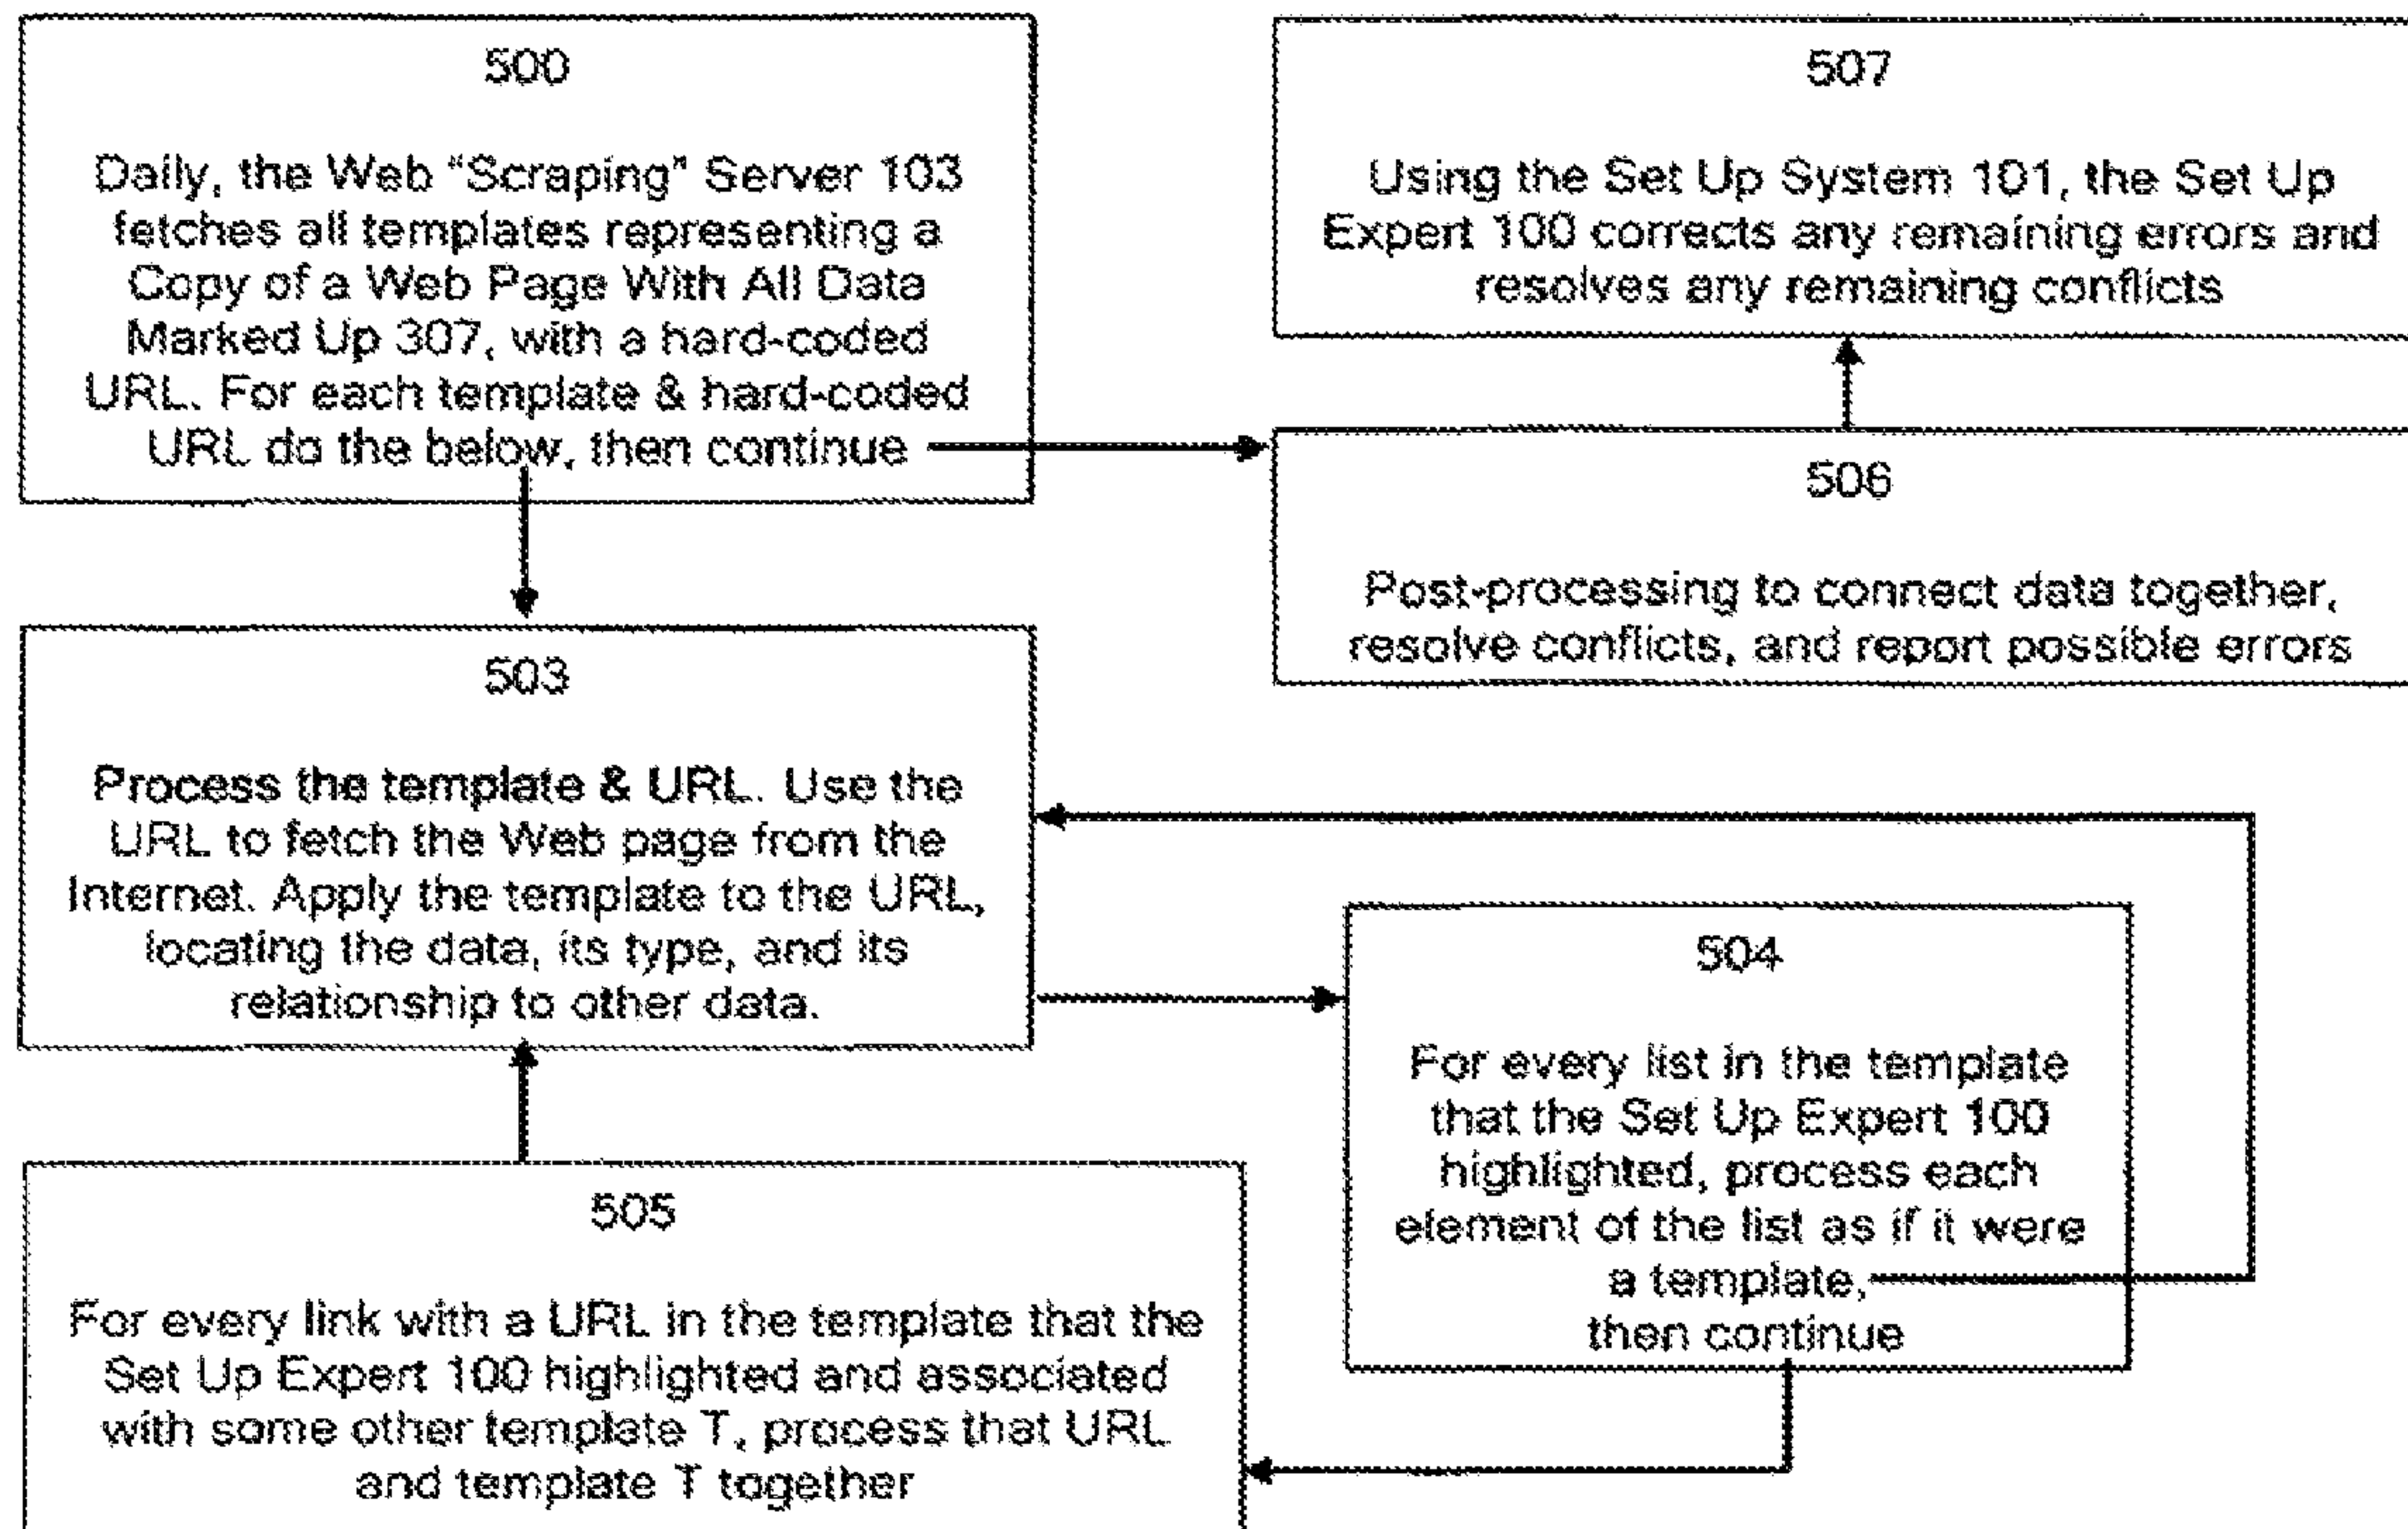 500
Daily, the Web “Scraping” Server 103
fetches all templates representing a
Copy of a Web Page With All Data
Marked Up 307, with a hard-coded
URL. For each template & hard-coded
URL do the below, then continue
507
Using the Set Up System 101, the Set Up
Expert 100 corrects any remaining errors and
resolves any remaining conflicts
506
Post-processing to connect data together,
resolve conflicts, and report possible errors
503
Process the template & URL. Use the
URL to fetch the Web page from the
Internet. Apply the template to the URL,
locating the data, its type, and its
relationship to other data.
504
For every list in the template
that the Set Up Expert 100
highlighted, process each
element of the list as if it were
a template,
then continue
505
For every link with a URL in the template that the
Set Up Expert 100 highlighted and associated
with some other template T, process that URL
and template T together